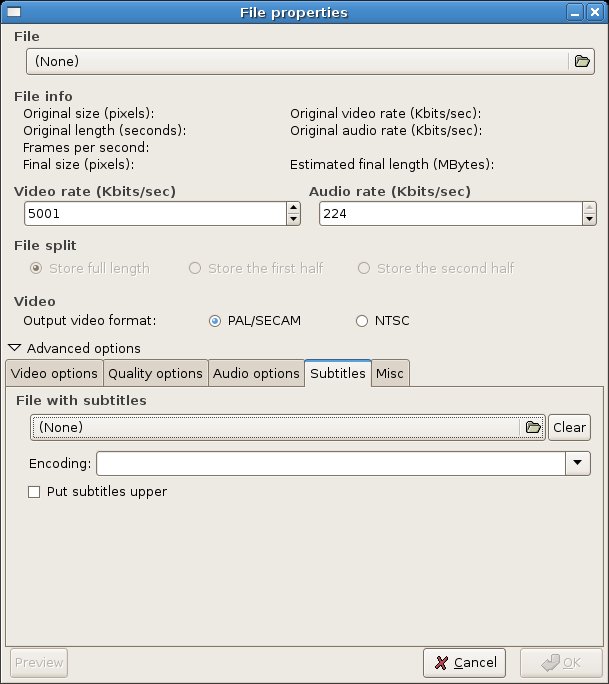 File properties
File
(None)
File info
Original size (pixels): Original video rate (Kbits/sec):
Original length (seconds): Original audio rate (Kbits/sec):
Frames per second:
Final size (pixels): Estimated final length (MBytes):
Video rate (Kbits/sec) Audio rate (Kbits/sec)
5001 224
File split
Store full length Store the first half Store the second half
Video
Output video format: PAL/SECAM NTSC
Advanced options
Video options Quality options Audio options Subtitles Misc
File with subtitles
(None) Clear
Encoding:
Put subtitles upper
Preview Cancel OK